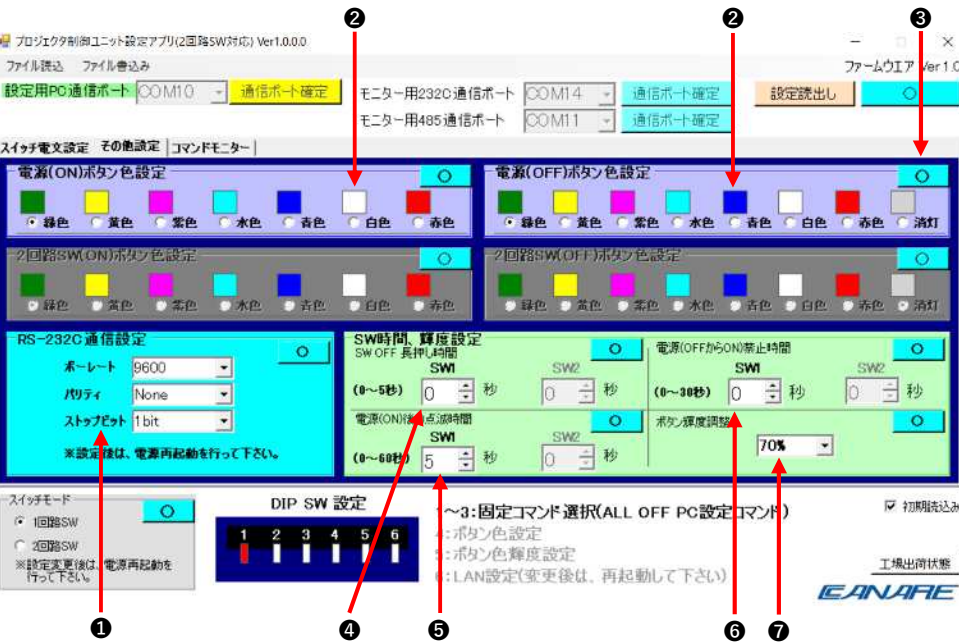 ❷ ❷ ❸
プロジェクタ制御ユニット設定アプリ(2回路SW対応) Ver1.0.0.0
ファイル読込 ファイル書込み
ファームウエア Ver 1.0
設定用PC通信ポート COM10 通信ポート確定
モニター用232C通信ポート COM14 通信ポート確定
設定読出し ○
モニター用485通信ポート COM11 通信ポート確定
スイッチ電文設定 その他設定 コマンドモニター
電源(ON)ボタン色設定 ○
緑色 黄色 紫色 水色 青色 白色 赤色
電源(OFF)ボタン色設定 ○
緑色 黄色 紫色 水色 青色 白色 赤色 消灯
2回路SW(ON)ボタン色設定 ○
緑色 黄色 紫色 水色 青色 白色 赤色
2回路SW(OFF)ボタン色設定 ○
緑色 黄色 紫色 水色 青色 白色 赤色 消灯
RS-232C通信設定 ○
ボーレート 9600
パリティ None
ストップビット 1bit
※設定後は、電源再起動を行って下さい。
SW時間、輝度設定
SW OFF 長押し時間 ○
SW1 SW2
(0~5秒) 0 秒 0 秒
電源(OFFからON)禁止時間 ○
SW1 SW2
(0~30秒) 0 秒 0 秒
電源(ON)後の点滅時間 ○
SW1 SW2
(0~60秒) 5 秒 0 秒
ボタン輝度調整 ○
70%
スイッチモード ○
1回路SW
2回路SW
※設定変更後は、電源再起動を
行って下さい。
DIP SW 設定
1 2 3 4 5 6
1~3:固定コマンド選択(ALL OFF PC設定コマンド)
4:ボタン色設定
5:ボタン色輝度設定
6:LAN設定(変更後は、再起動して下さい)
初期読込み
工場出荷状態
CANARE
❶ ❹ ❺ ❻ ❼